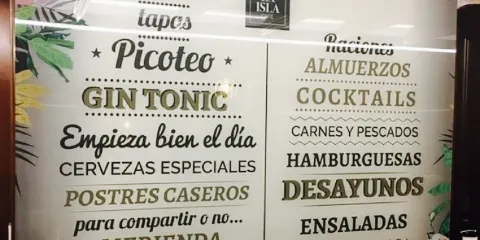 tapas
Picoteo
GIN TONIC
Empieza bien el día
CERVEZAS ESPECIALES
POSTRES CASEROS
para compartir o no...
MERIENDA
ISLA
Raciones
ALMUERZOS
COCKTAILS
CARNES Y PESCADOS
HAMBURGUESAS
DESAYUNOS
ENSALADAS